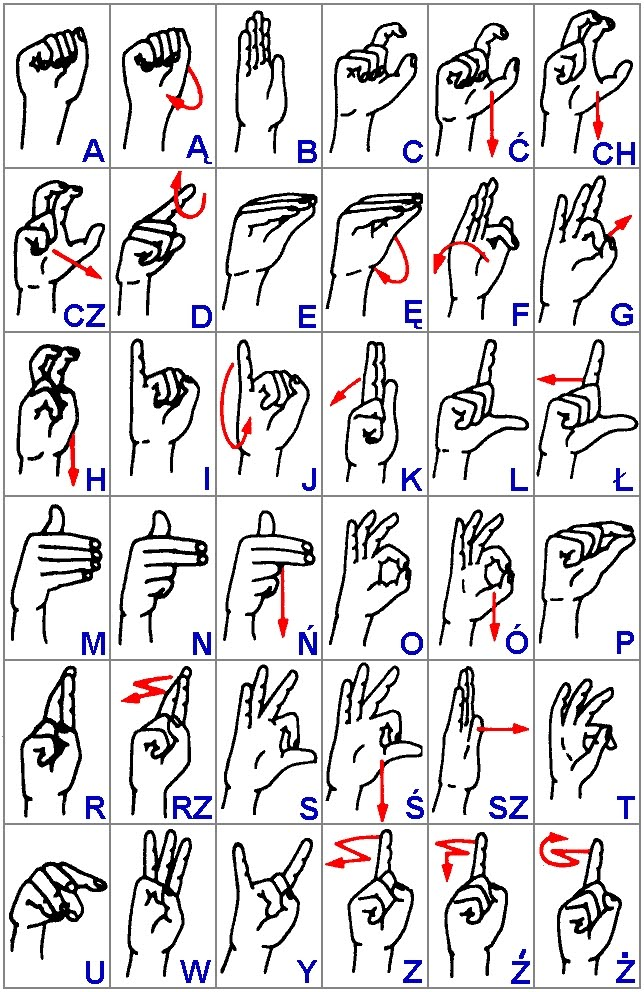 A Ą B C Ć CH
CZ D E Ę F G
H I J K L Ł
M N Ń O Ó P
R RZ S Ś SZ T
U W Y Z Ź Ż